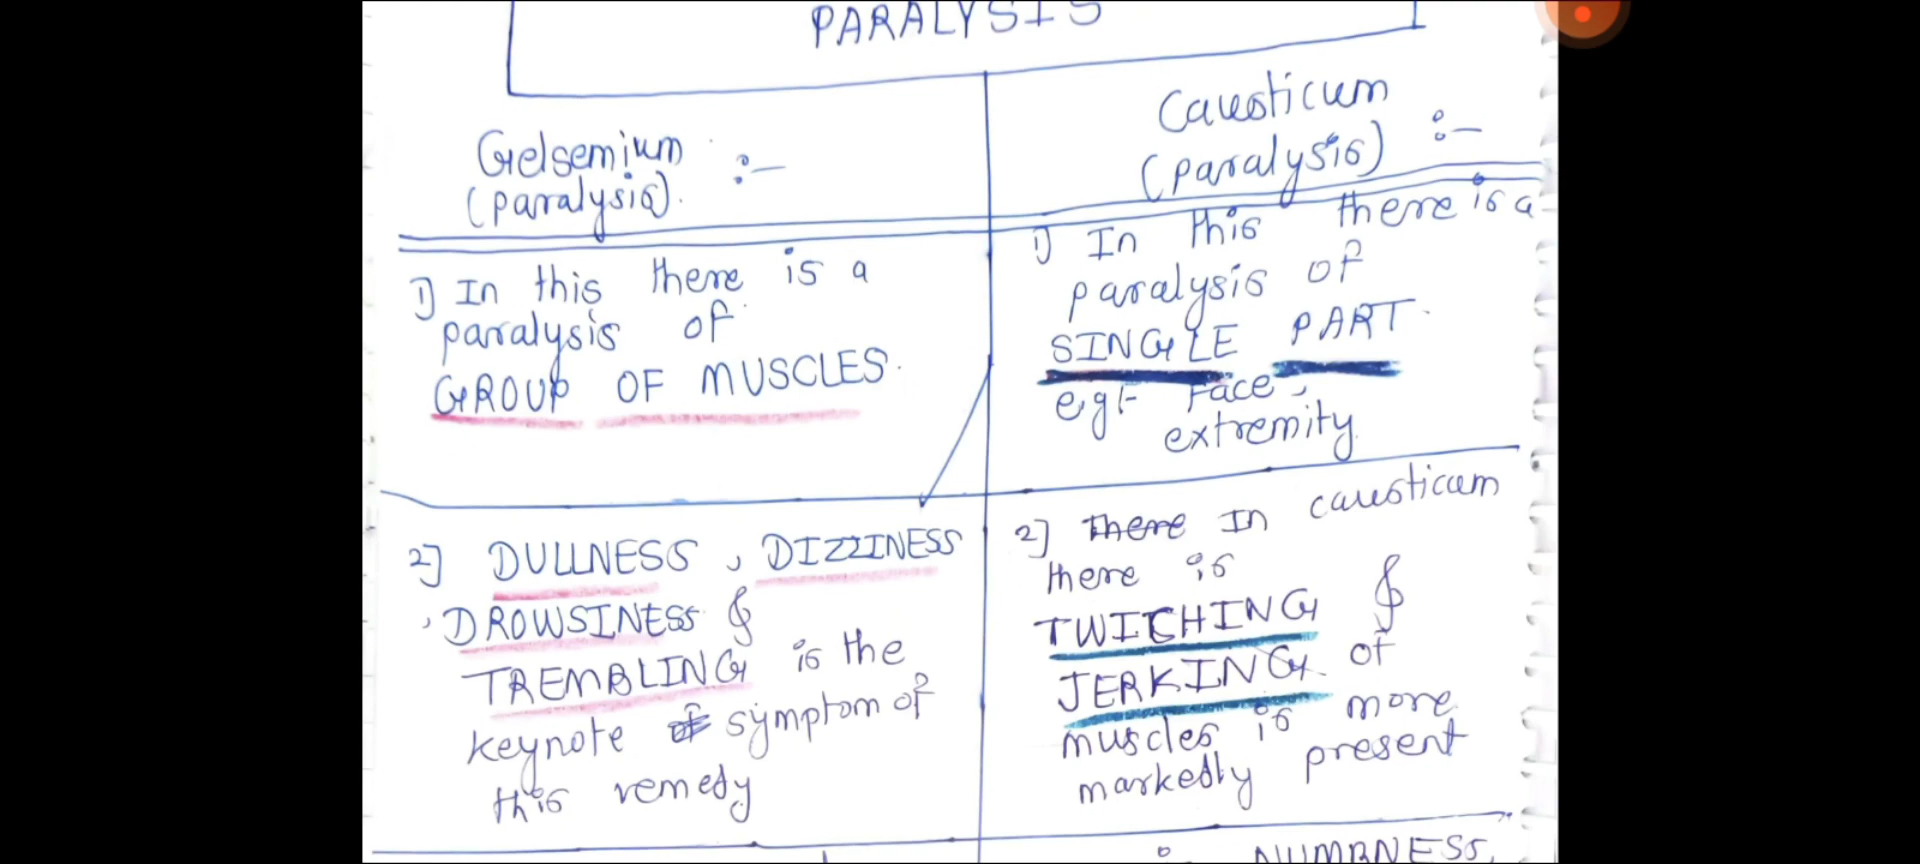 PARALYSIS
Gelsemium :-
(paralysis).
Causticum :-
(paralysis)
1) In this there is a
paralysis of
GROUP OF MUSCLES.
1) In this there is a
paralysis of
SINGLE PART.
eg:- Face,
extremity
2] DULLNESS, DIZZINESS
, DROWSINESS &
TREMBLING is the
keynote symptom of
this remedy
2] There In causticum
there is
TWITCHING &
JERKING of
muscles is more
markedly present
NUMBNESS,